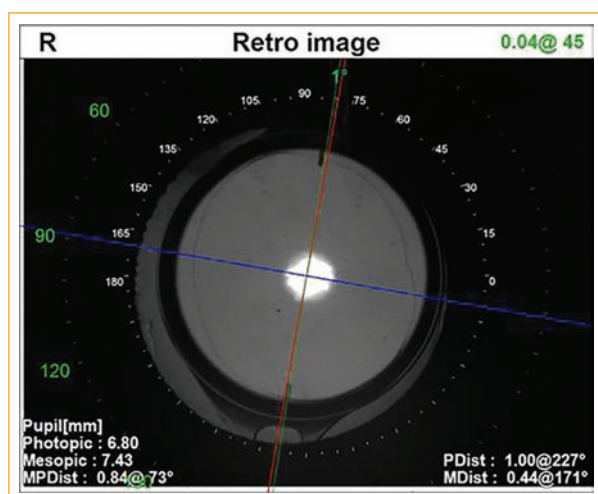 R Retro image 0.04@ 45
1°
105 90 75
60 120 60
135 45
150 30
90 165 15
180 0
120
Pupil[mm]
Photopic : 6.80
Mesopic : 7.43 PDist : 1.00@227°
MPDist : 0.84@ 73° MDist : 0.44@171°